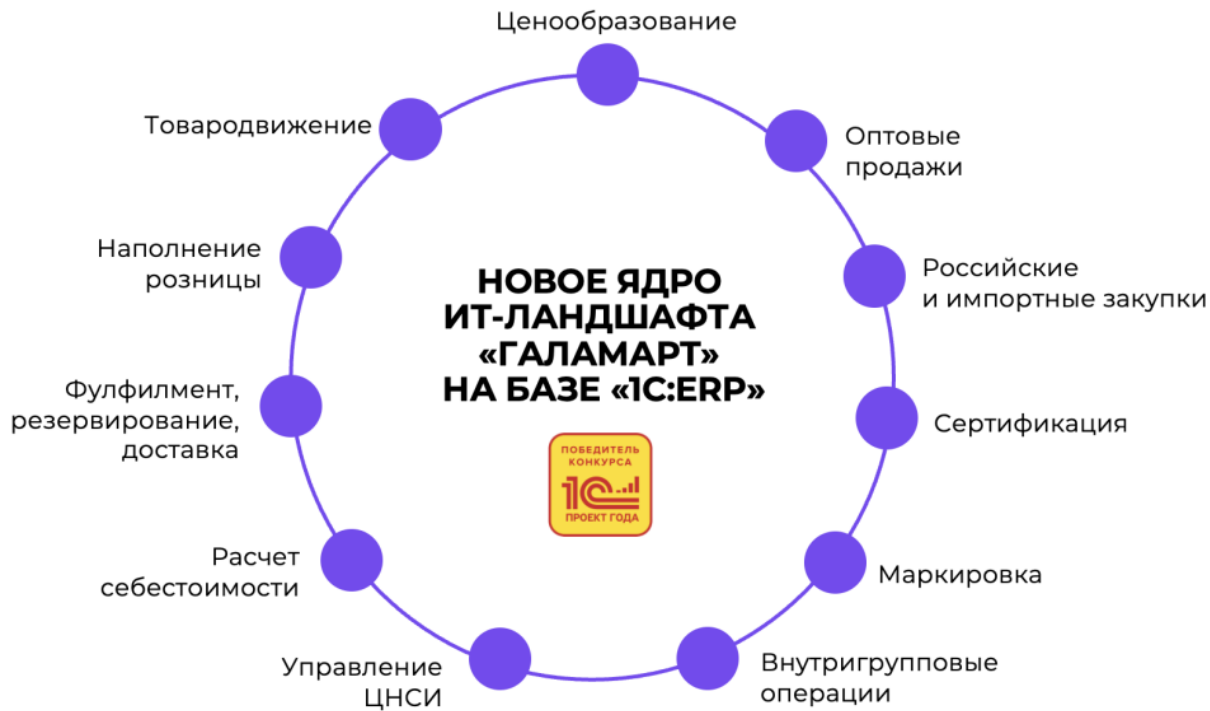 Ценообразование
Оптовые
продажи
Российские
и импортные закупки
Сертификация
Маркировка
Внутригрупповые
операции
Управление
ЦНСИ
Расчет
себестоимости
Фулфилмент,
резервирование,
доставка
Наполнение
розницы
Товародвижение
НОВОЕ ЯДРО
ИТ-ЛАНДШАФТА
«ГАЛАМАРТ»
НА БАЗЕ «1С:ERP»
ПОБЕДИТЕЛЬ
КОНКУРСА
1С
ПРОЕКТ ГОДА